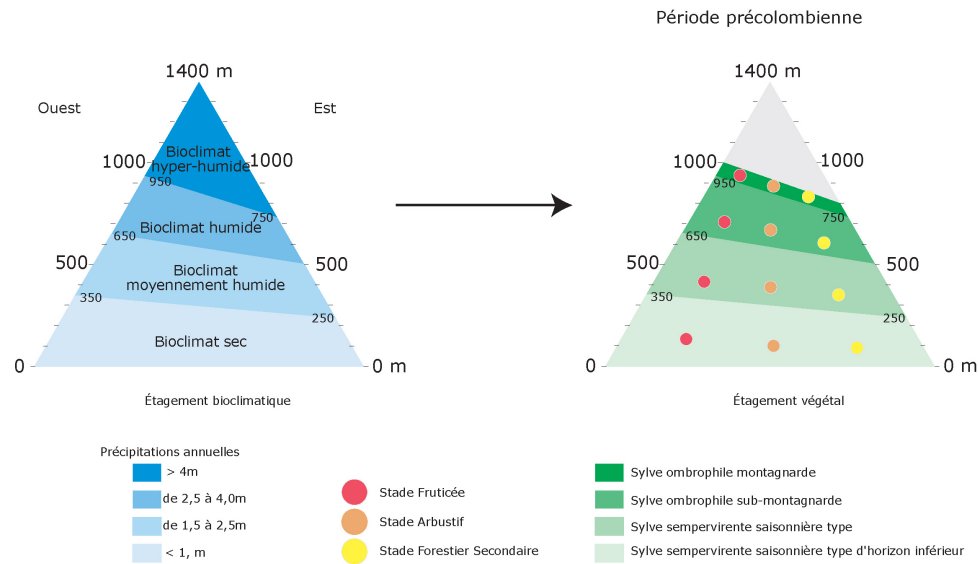 Période précolombienne
1400 m
1400 m
Ouest
Est
Bioclimat
hyper-humide
1000
1000
950
750
Bioclimat humide
650
500
500
Bioclimat
moyennement humide
350
250
Bioclimat sec
0
0 m
1000
1000
950
750
650
500
500
350
250
0
0 m
Étagement bioclimatique
Étagement végétal
Précipitations annuelles
> 4m
de 2,5 à 4,0m
de 1,5 à 2,5m
< 1, m
Stade Fruticée
Stade Arbustif
Stade Forestier Secondaire
Sylve ombrophile montagnarde
Sylve ombrophile sub-montagnarde
Sylve sempervirente saisonnière type
Sylve sempervirente saisonnière type d'horizon inférieur